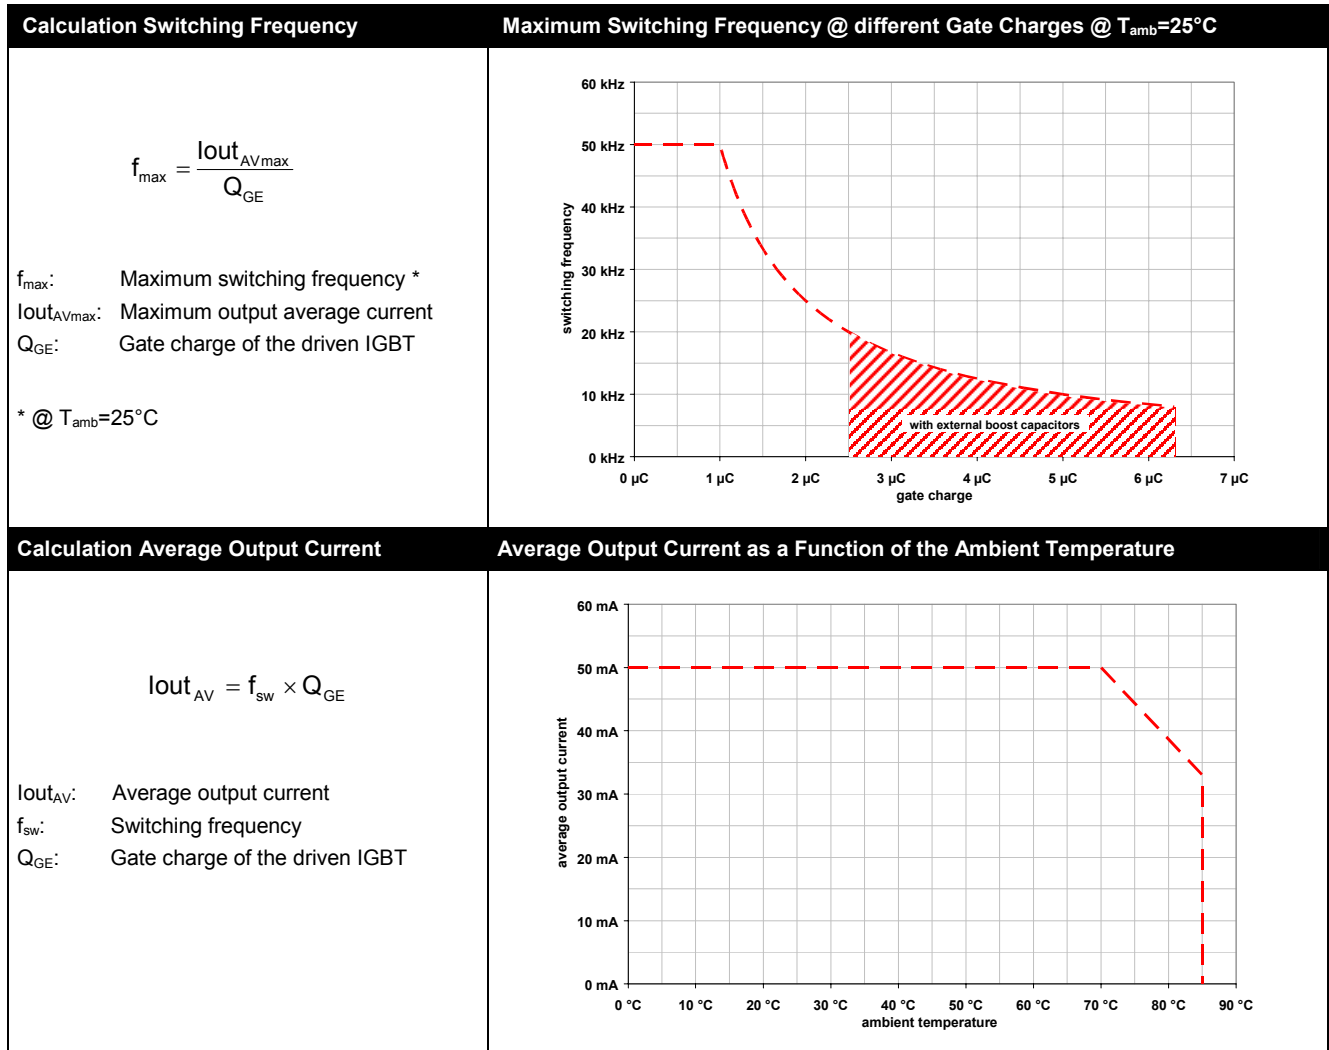 Calculation Switching Frequency
Maximum Switching Frequency @ different Gate Charges @ Tamb=25°C
fmax = IoutAVmax / QGE
fmax: Maximum switching frequency *
IoutAVmax: Maximum output average current
QGE: Gate charge of the driven IGBT
* @ Tamb=25°C
60 kHz
50 kHz
40 kHz
30 kHz
20 kHz
10 kHz
0 kHz
switching frequency
with external boost capacitors
0 µC 1 µC 2 µC 3 µC 4 µC 5 µC 6 µC 7 µC
gate charge
Calculation Average Output Current
Average Output Current as a Function of the Ambient Temperature
IoutAV = fsw × QGE
IoutAV: Average output current
fsw: Switching frequency
QGE: Gate charge of the driven IGBT
60 mA
50 mA
40 mA
30 mA
20 mA
10 mA
0 mA
average output current
0 °C 10 °C 20 °C 30 °C 40 °C 50 °C 60 °C 70 °C 80 °C 90 °C
ambient temperature